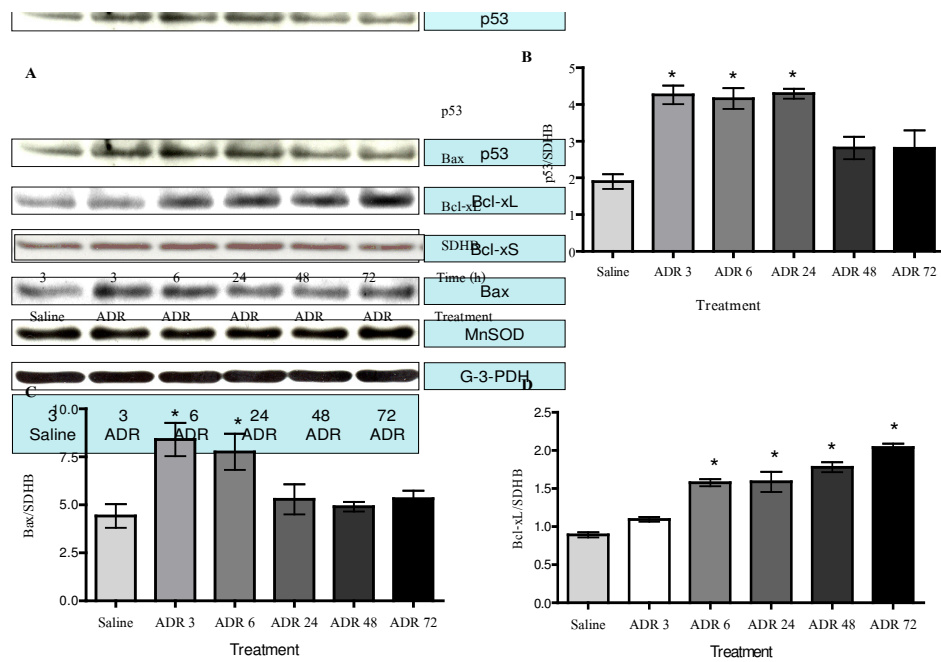 p53
A
p53
p53
Bax
Bcl-xL
Bcl-xL
SDHB
Bcl-xS
3 3 6 24 48 72 Time (h)
Bax
Saline ADR ADR ADR ADR ADR Treatment
MnSOD
G-3-PDH
3 3 6 24 48 72
Saline ADR ADR ADR ADR ADR
B
5
4
3
2
1
0
p53/SDHB
* * *
Saline ADR 3 ADR 6 ADR 24 ADR 48 ADR 72
Treatment
C
10.0
7.5
5.0
2.5
0.0
Bax/SDHB
* *
Saline ADR 3 ADR 6 ADR 24 ADR 48 ADR 72
Treatment
D
2.5
2.0
1.5
1.0
0.5
0.0
Bcl-xL/SDHB
* * * *
Saline ADR 3 ADR 6 ADR 24 ADR 48 ADR 72
Treatment